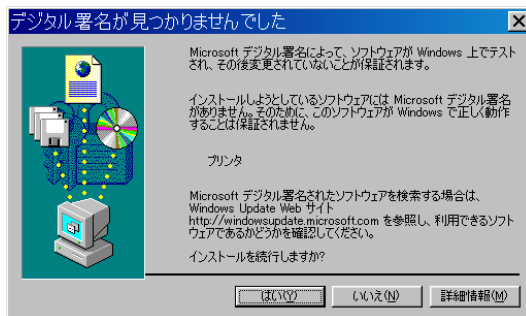 デジタル署名が見つかりませんでした
Microsoft デジタル署名によって、ソフトウェアが Windows 上でテスト
され、その後変更されていないことが保証されます。
インストールしようとしているソフトウェアには Microsoft デジタル署名
がありません。そのために、このソフトウェアが Windows で正しく動作
することは保証されません。
プリンタ
Microsoft デジタル署名されたソフトウェアを検索する場合は、
Windows Update Web サイト
http://windowsupdate.microsoft.com を参照し、利用できるソフト
ウェアであるかどうかを確認してください。
インストールを続行しますか?
はい(Y) いいえ(N) 詳細情報(M)